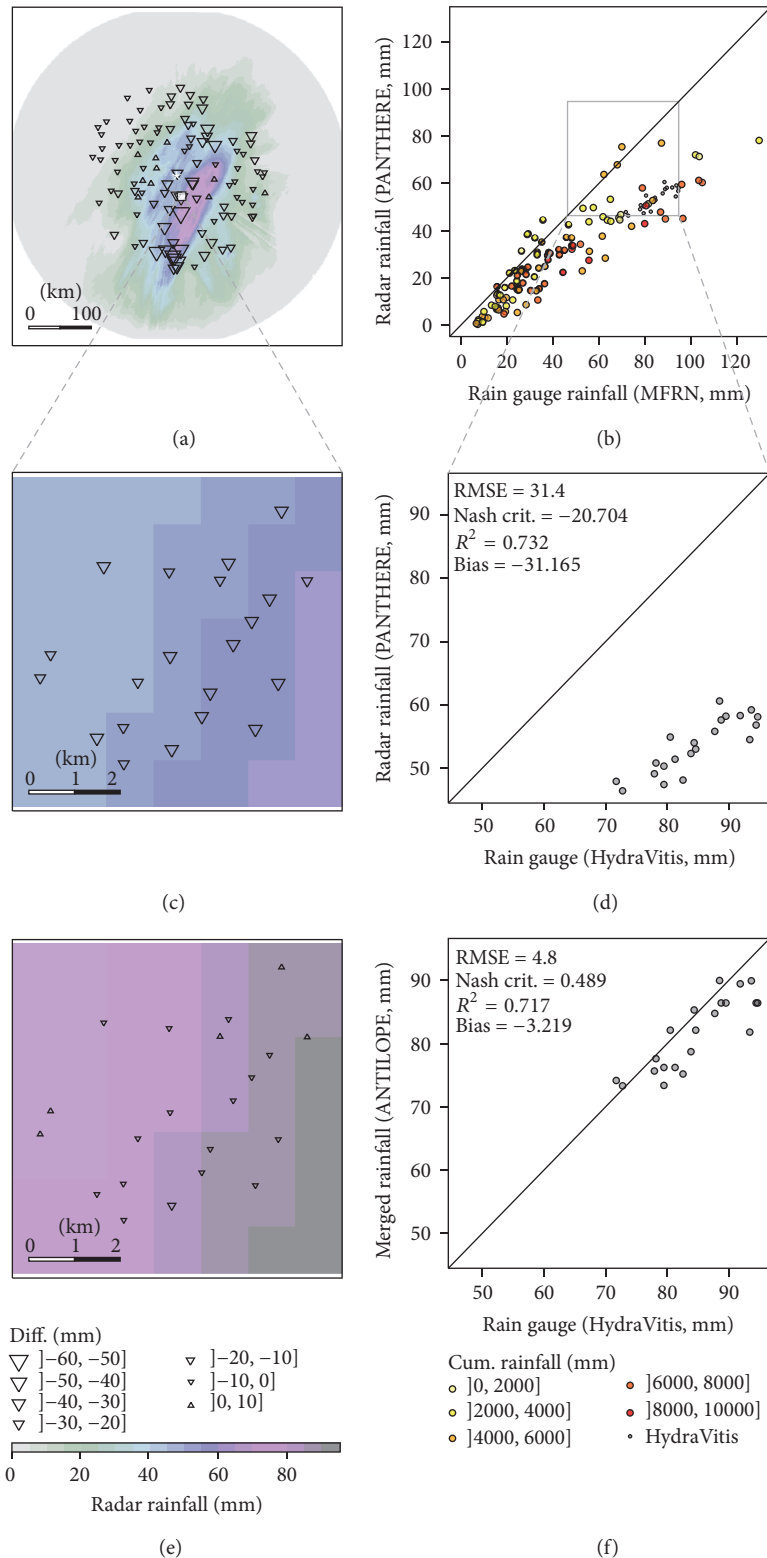 (km)
0 100
(a)
Radar rainfall (PANTHERE, mm)
120
100
80
60
40
20
0
0 20 40 60 80 100 120
Rain gauge rainfall (MFRN, mm)
(b)
(km)
0 1 2
(c)
Radar rainfall (PANTHERE, mm)
RMSE = 31.4
Nash crit. = −20.704
R² = 0.732
Bias = −31.165
90
80
70
60
50
50 60 70 80 90
Rain gauge (HydraVitis, mm)
(d)
(km)
0 1 2
Diff. (mm)
]−60, −50]
]−50, −40]
]−40, −30]
]−30, −20]
]−20, −10]
]−10, 0]
]0, 10]
0 20 40 60 80
Radar rainfall (mm)
(e)
Merged rainfall (ANTILOPE, mm)
RMSE = 4.8
Nash crit. = 0.489
R² = 0.717
Bias = −3.219
90
80
70
60
50
50 60 70 80 90
Rain gauge (HydraVitis, mm)
Cum. rainfall (mm)
]0, 2000]
]2000, 4000]
]4000, 6000]
]6000, 8000]
]8000, 10000]
HydraVitis
(f)